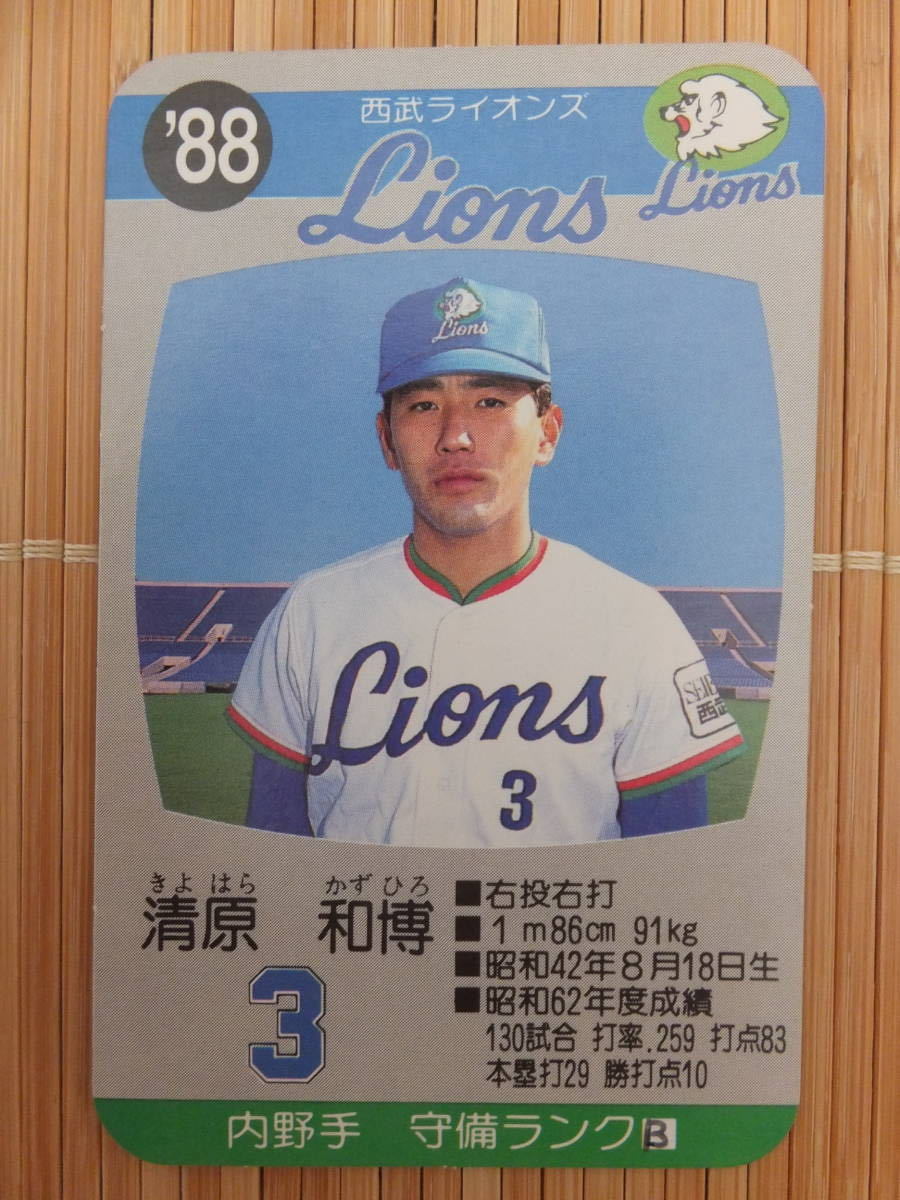 '88
西武ライオンズ
Lions
Lions
Lions
Lions
西武
3
きよ はら かず ひろ
清原 和博
3
■右投右打
■1m86cm 91kg
■昭和42年8月18日生
■昭和62年度成績
130試合 打率.259 打点83
本塁打29 勝打点10
内野手 守備ランクB